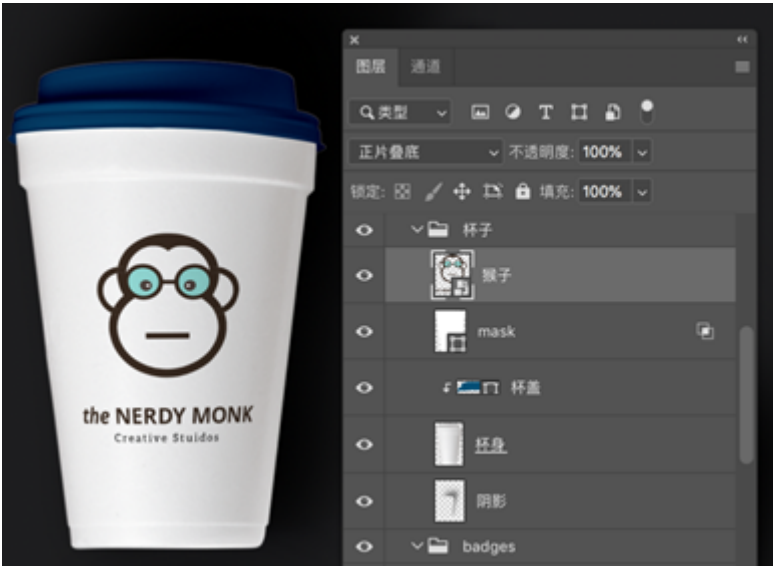 the NERDY MONK
Creative Stuidos
图层 通道
类型
正片叠底 不透明度: 100%
锁定: 填充: 100%
杯子
猴子
mask
杯盖
杯身
阴影
badges